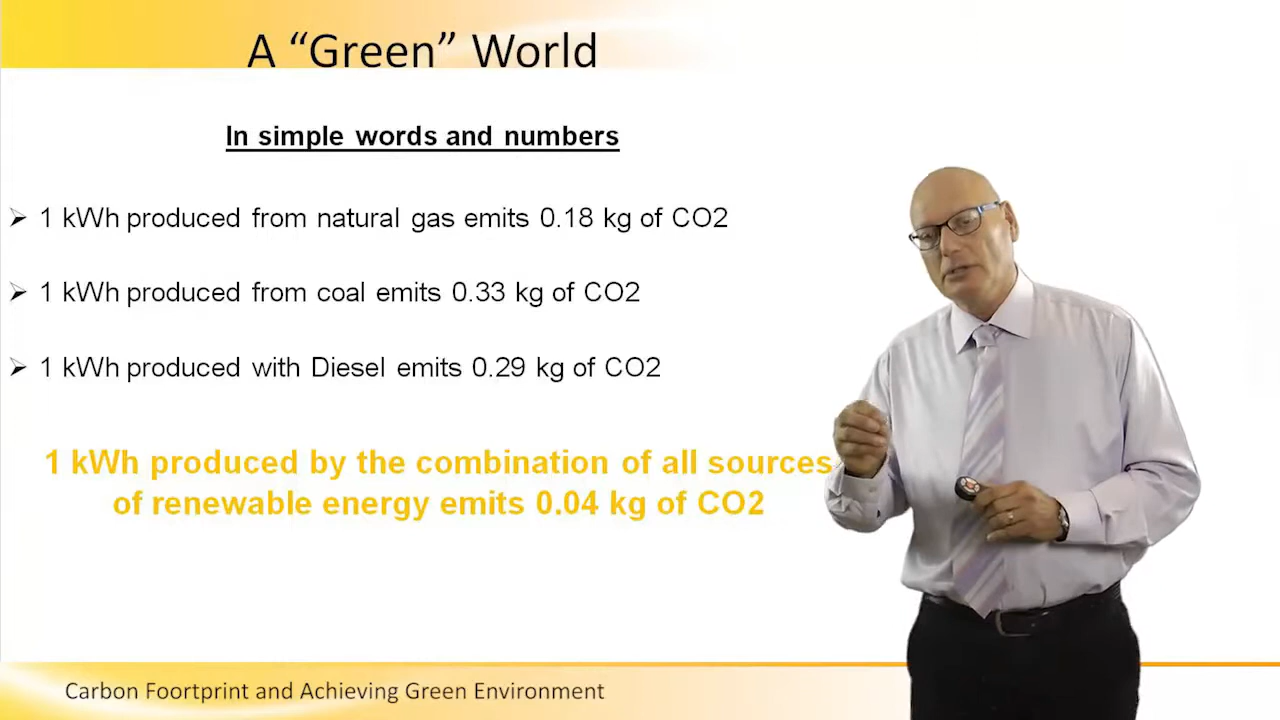 A “Green” World
In simple words and numbers
➢ 1 kWh produced from natural gas emits 0.18 kg of CO2
➢ 1 kWh produced from coal emits 0.33 kg of CO2
➢ 1 kWh produced with Diesel emits 0.29 kg of CO2
1 kWh produced by the combination of all sources
of renewable energy emits 0.04 kg of CO2
Carbon Foortprint and Achieving Green Environment